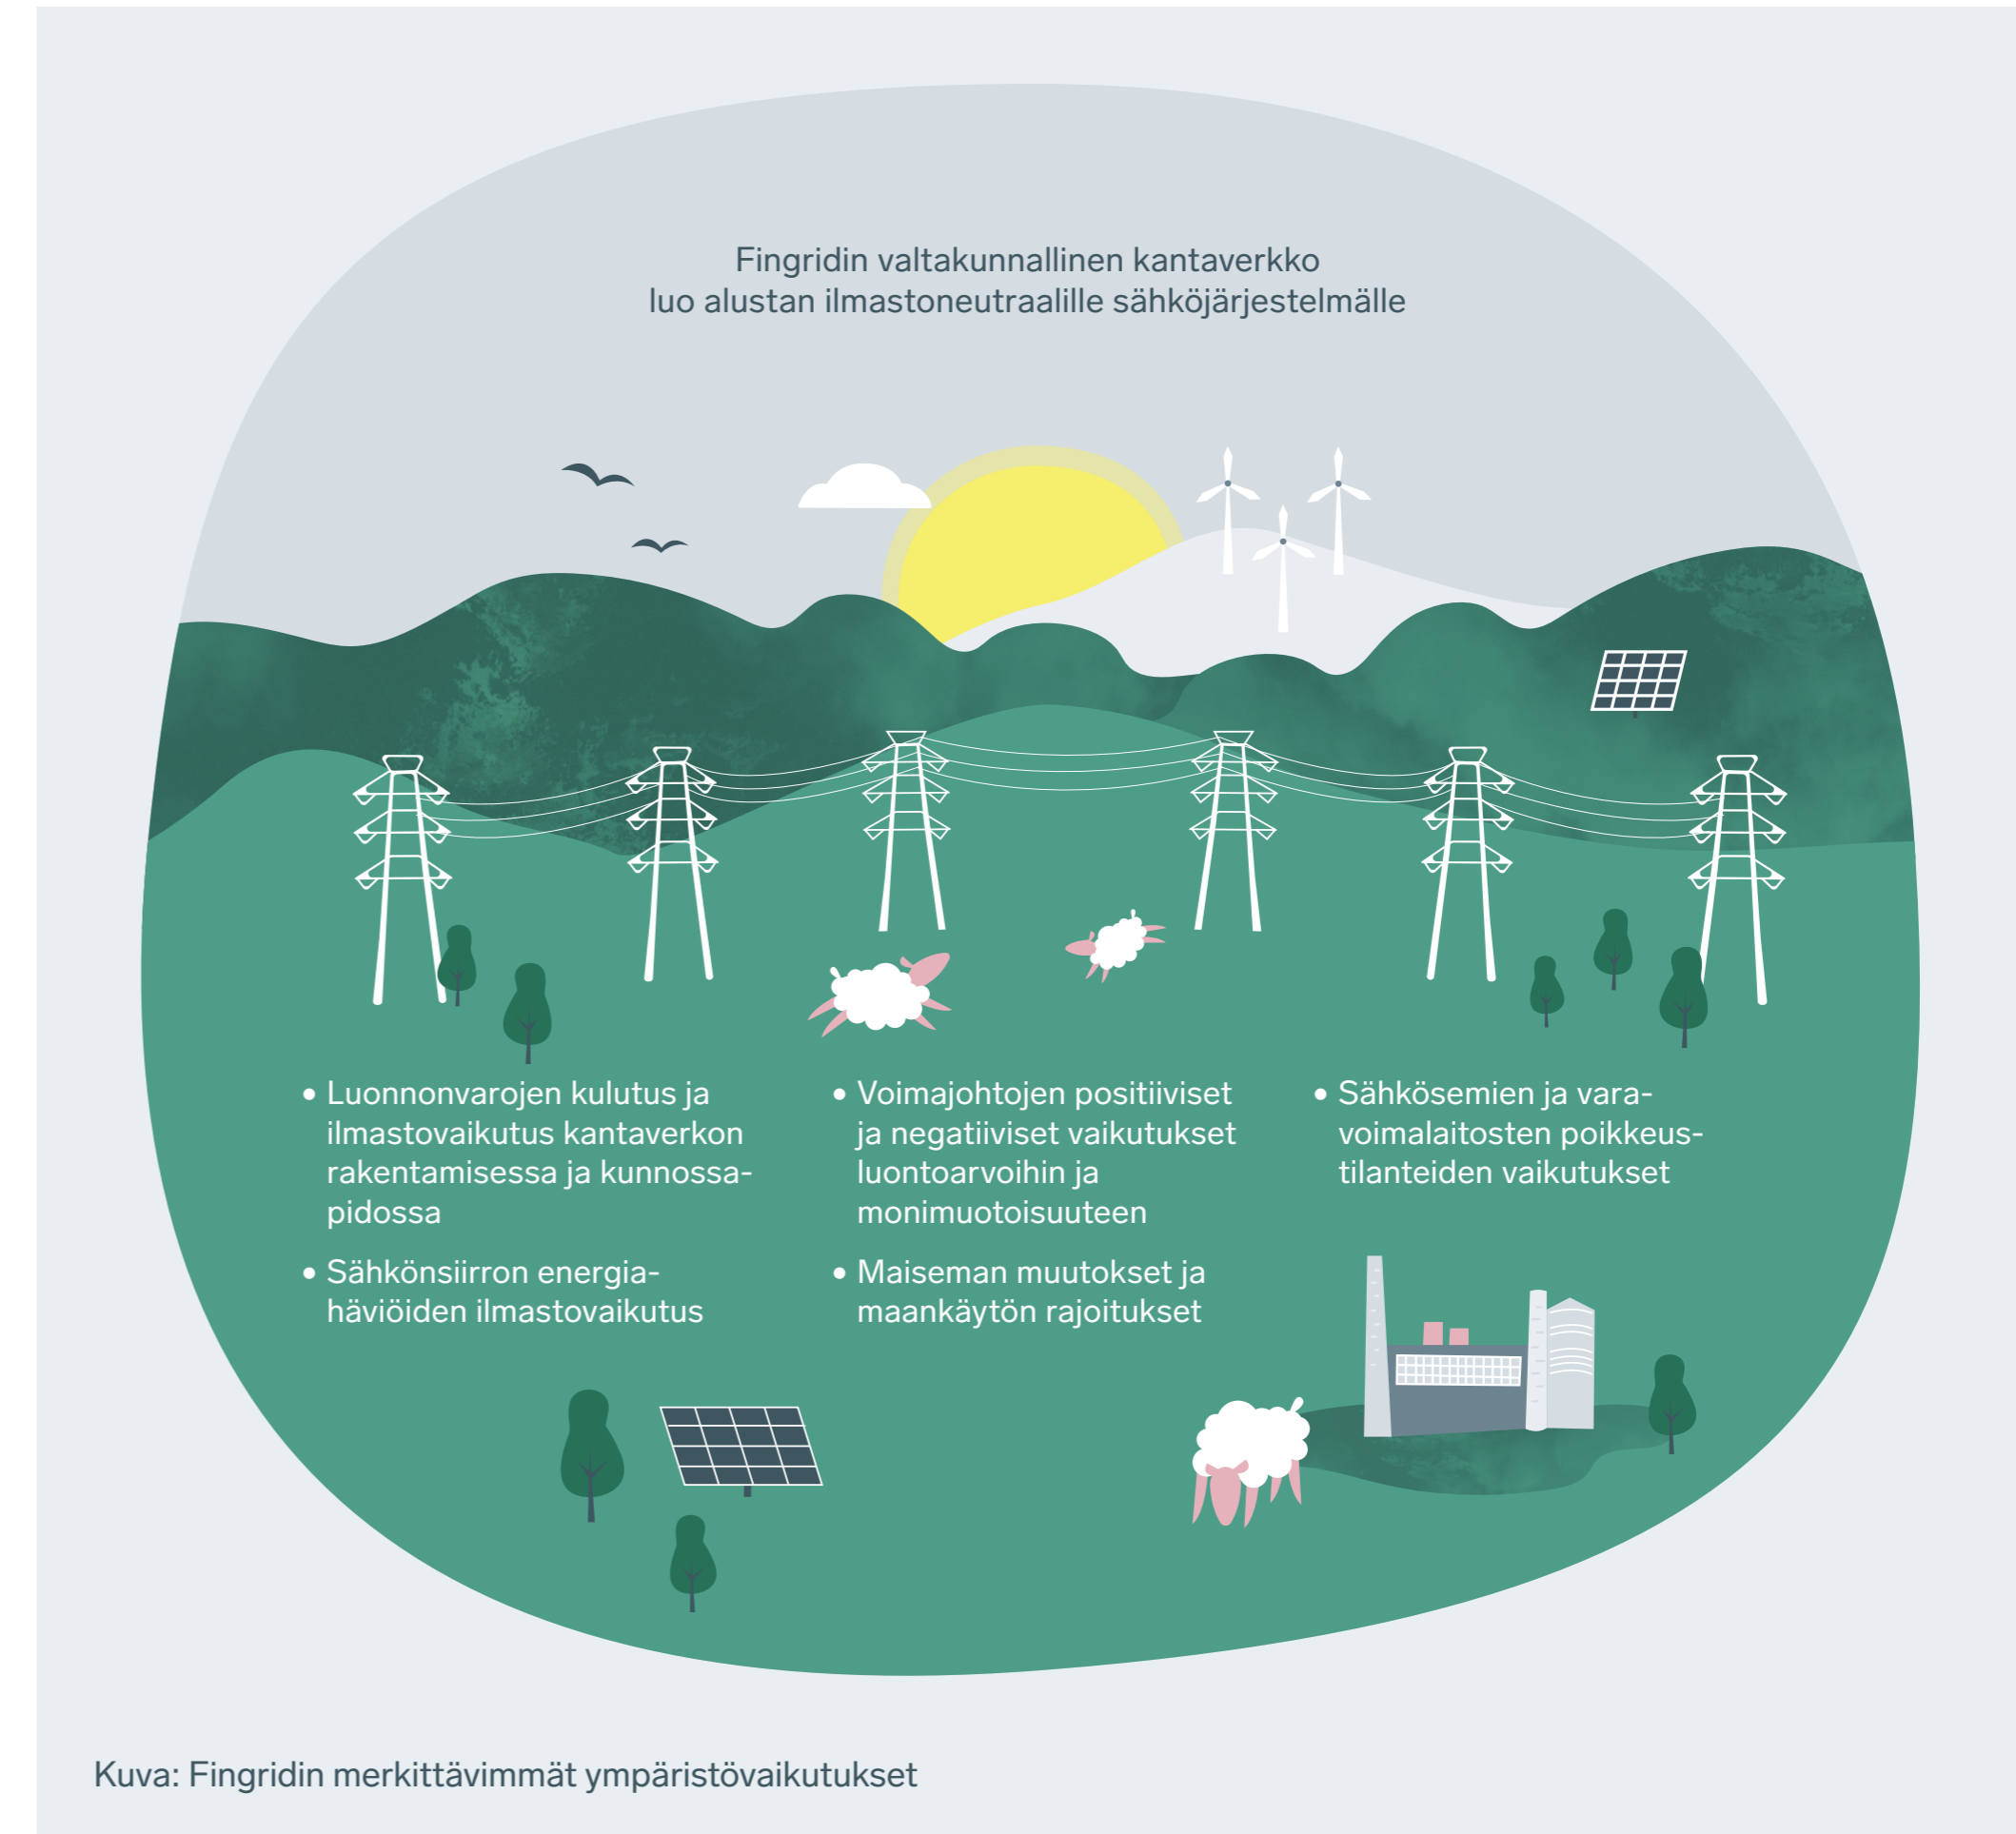 Fingridin valtakunnallinen kantaverkko
luo alustan ilmastoneutraalille sähköjärjestelmälle
• Luonnonvarojen kulutus ja
ilmastovaikutus kantaverkon
rakentamisessa ja kunnossa-
pidossa
• Sähkönsiirron energia-
häviöiden ilmastovaikutus
• Voimajohtojen positiiviset
ja negatiiviset vaikutukset
luontoarvoihin ja
monimuotoisuuteen
• Maiseman muutokset ja
maankäytön rajoitukset
• Sähkösemien ja vara-
voimalaitosten poikkeus-
tilanteiden vaikutukset
Kuva: Fingridin merkittävimmät ympäristövaikutukset